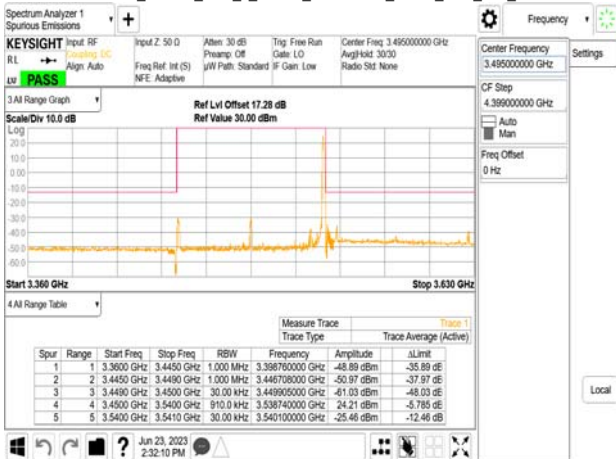 Spectrum Analyzer 1
Spurious Emissions
Frequency
KEYSIGHT
RL
PASS
Input: RF
Coupling: DC
Align: Auto
Input Z: 50 Ω
Freq Ref: Int (S)
NFE: Adaptive
Atten: 30 dB
Preamp: Off
µW Path: Standard
Trig: Free Run
Gate: LO
IF Gain: Low
Center Freq: 3.495000000 GHz
Avg|Hold: 30/30
Radio Std: None
Center Frequency
3.495000000 GHz
Settings
CF Step
4.399000000 GHz
Auto
Man
Freq Offset
0 Hz
Local
3 All Range Graph
Scale/Div 10.0 dB
Ref Lvl Offset 17.28 dB
Ref Value 30.00 dBm
Log
20.0
10.0
0.00
-10.0
-20.0
-30.0
-40.0
-50.0
-60.0
Start 3.360 GHz
Stop 3.630 GHz
4 All Range Table
Measure Trace Trace 1
Trace Type Trace Average (Active)
Spur Range Start Freq Stop Freq RBW Frequency Amplitude ΔLimit
1 1 3.3600 GHz 3.4450 GHz 1.000 MHz 3.398760000 GHz -48.89 dBm -35.89 dB
2 2 3.4450 GHz 3.4490 GHz 1.000 MHz 3.446708000 GHz -50.97 dBm -37.97 dB
3 3 3.4490 GHz 3.4500 GHz 30.00 kHz 3.449905000 GHz -61.03 dBm -48.03 dB
4 4 3.4500 GHz 3.5400 GHz 910.0 kHz 3.538740000 GHz 24.21 dBm -5.785 dB
5 5 3.5400 GHz 3.5410 GHz 30.00 kHz 3.540100000 GHz -25.46 dBm -12.46 dB
Jun 23, 2023
2:32:10 PM